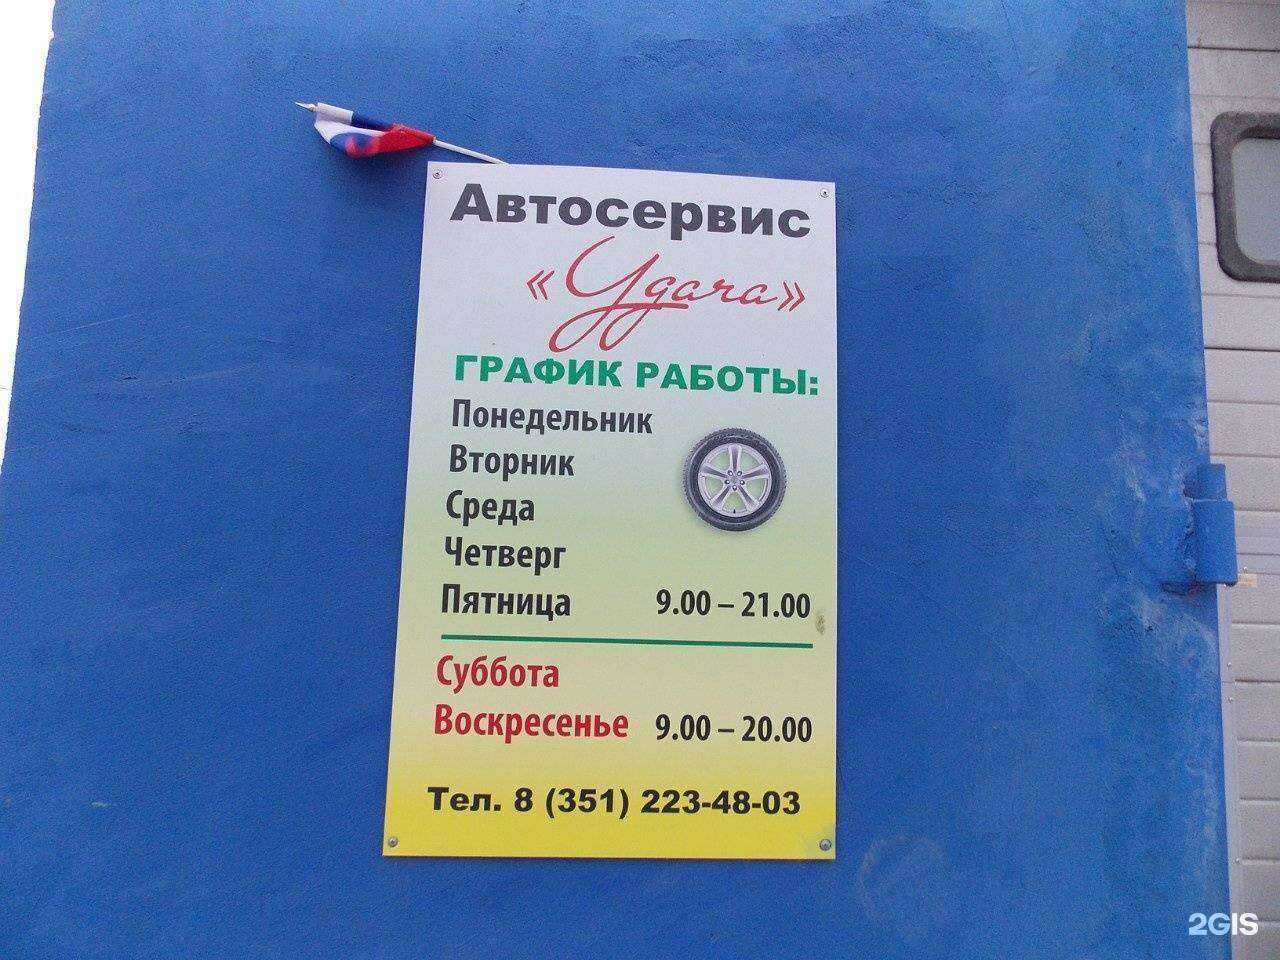 Автосервис
«Удача»
ГРАФИК РАБОТЫ:
Понедельник
Вторник
Среда
Четверг
Пятница 9.00 – 21.00
Суббота
Воскресенье 9.00 – 20.00
Тел. 8 (351) 223-48-03
2GIS